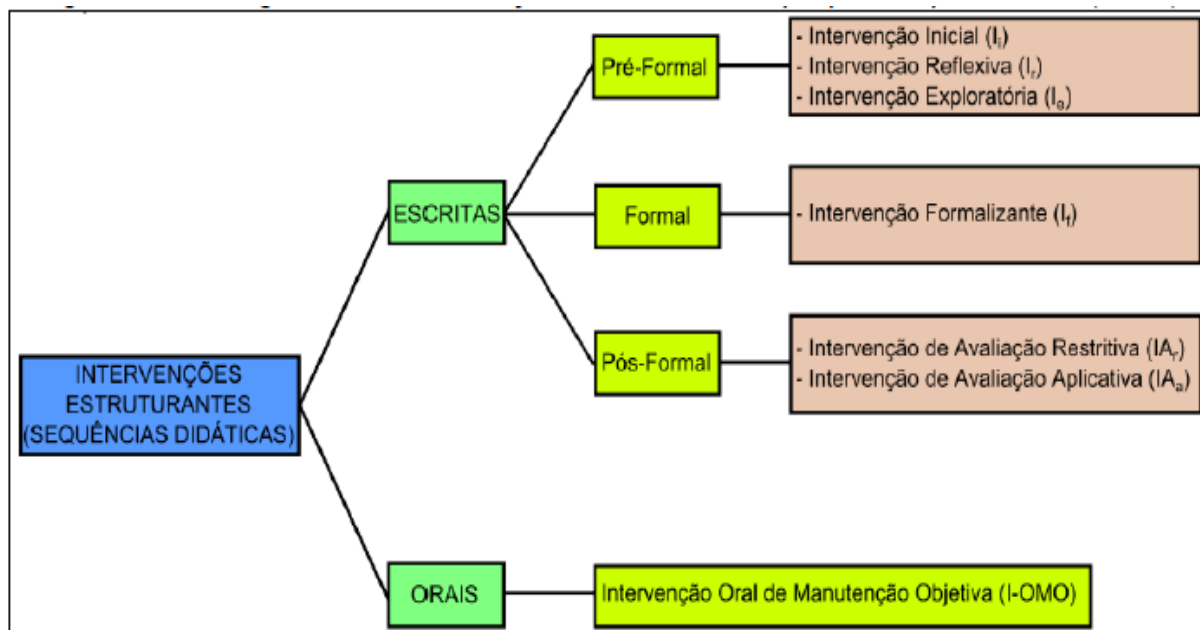 Pré-Formal
- Intervenção Inicial (Iᵢ)
- Intervenção Reflexiva (Iᵣ)
- Intervenção Exploratória (Iₑ)
ESCRITAS
Formal
- Intervenção Formalizante (I_f)
Pós-Formal
- Intervenção de Avaliação Restritiva (IAᵣ)
- Intervenção de Avaliação Aplicativa (IAₐ)
INTERVENÇÕES
ESTRUTURANTES
(SEQUÊNCIAS DIDÁTICAS)
ORAIS
Intervenção Oral de Manutenção Objetiva (I-OMO)